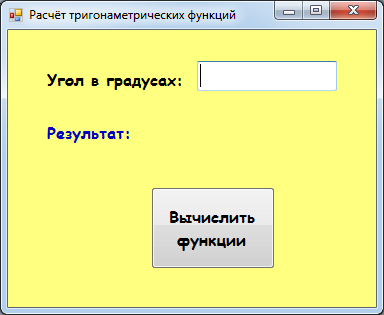 Расчёт тригонаметрических функций
Угол в градусах:
Результат:
Вычислить
функции